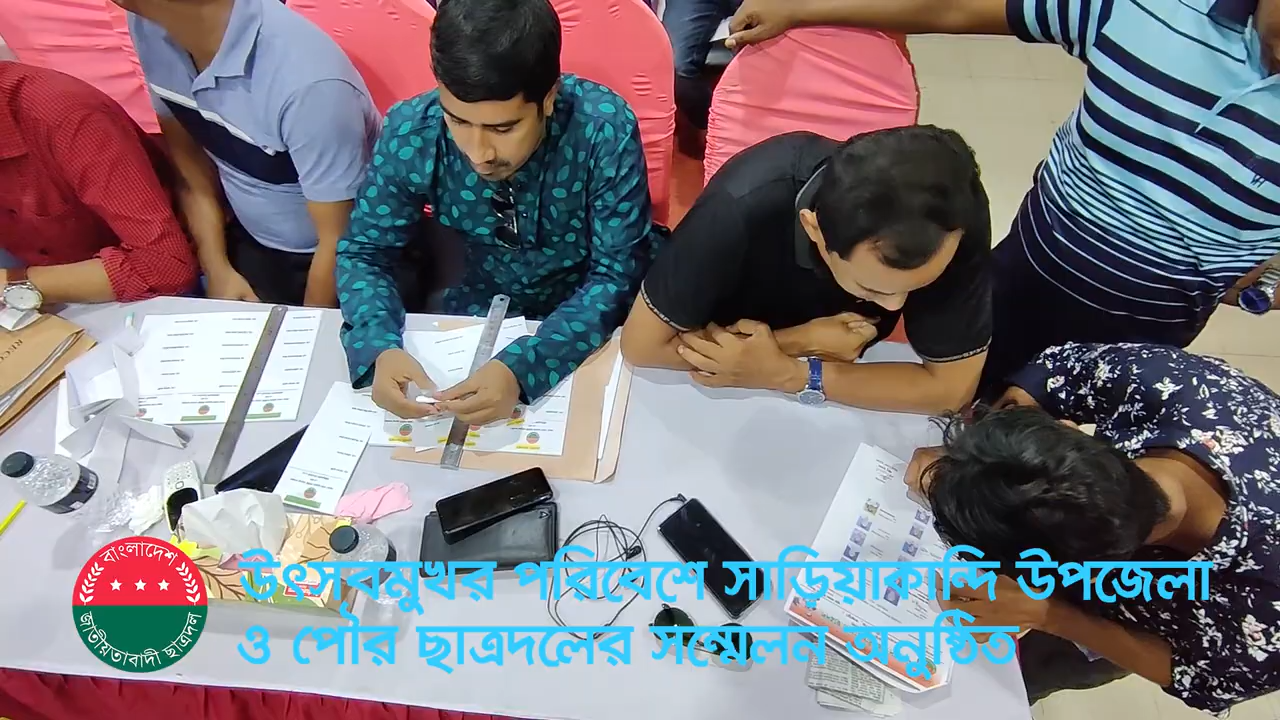 উৎসবমুখর পরিবেশে সাড়িয়াকান্দি উপজেলা
ও পৌর ছাত্রদলের সম্মেলন অনুষ্ঠিত
বাংলাদেশ
জাতীয়তাবাদী ছাত্রদল